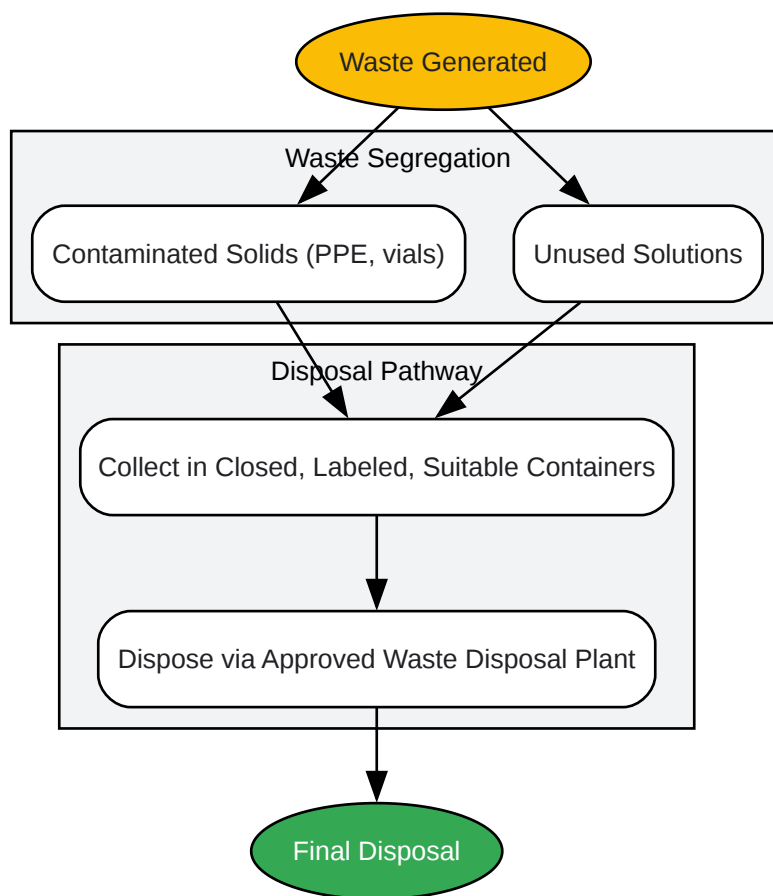 Waste Generated
Waste Segregation
Contaminated Solids (PPE, vials)
Unused Solutions
Disposal Pathway
Collect in Closed, Labeled, Suitable Containers
Dispose via Approved Waste Disposal Plant
Final Disposal